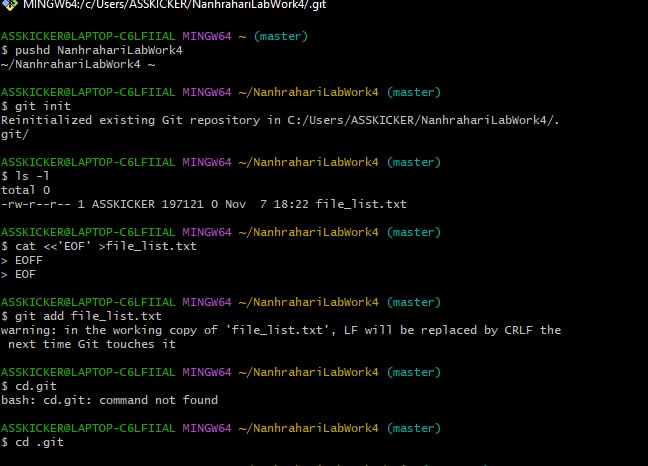 MINGW64:/c/Users/ASSKICKER/NanhrahariLabWork4/.git
ASSKICKER@LAPTOP-C6LFIIAL MINGW64 ~ (master)
$ pushd NanhrahariLabWork4
~/NanhrahariLabWork4 ~
ASSKICKER@LAPTOP-C6LFIIAL MINGW64 ~/NanhrahariLabWork4 (master)
$ git init
Reinitialized existing Git repository in C:/Users/ASSKICKER/NanhrahariLabWork4/.
git/
ASSKICKER@LAPTOP-C6LFIIAL MINGW64 ~/NanhrahariLabWork4 (master)
$ ls -l
total 0
-rw-r--r-- 1 ASSKICKER 197121 0 Nov  7 18:22 file_list.txt
ASSKICKER@LAPTOP-C6LFIIAL MINGW64 ~/NanhrahariLabWork4 (master)
$ cat <<'EOF' >file_list.txt
> EOFF
> EOF
ASSKICKER@LAPTOP-C6LFIIAL MINGW64 ~/NanhrahariLabWork4 (master)
$ git add file_list.txt
warning: in the working copy of 'file_list.txt', LF will be replaced by CRLF the
 next time Git touches it
ASSKICKER@LAPTOP-C6LFIIAL MINGW64 ~/NanhrahariLabWork4 (master)
$ cd.git
bash: cd.git: command not found
ASSKICKER@LAPTOP-C6LFIIAL MINGW64 ~/NanhrahariLabWork4 (master)
$ cd .git